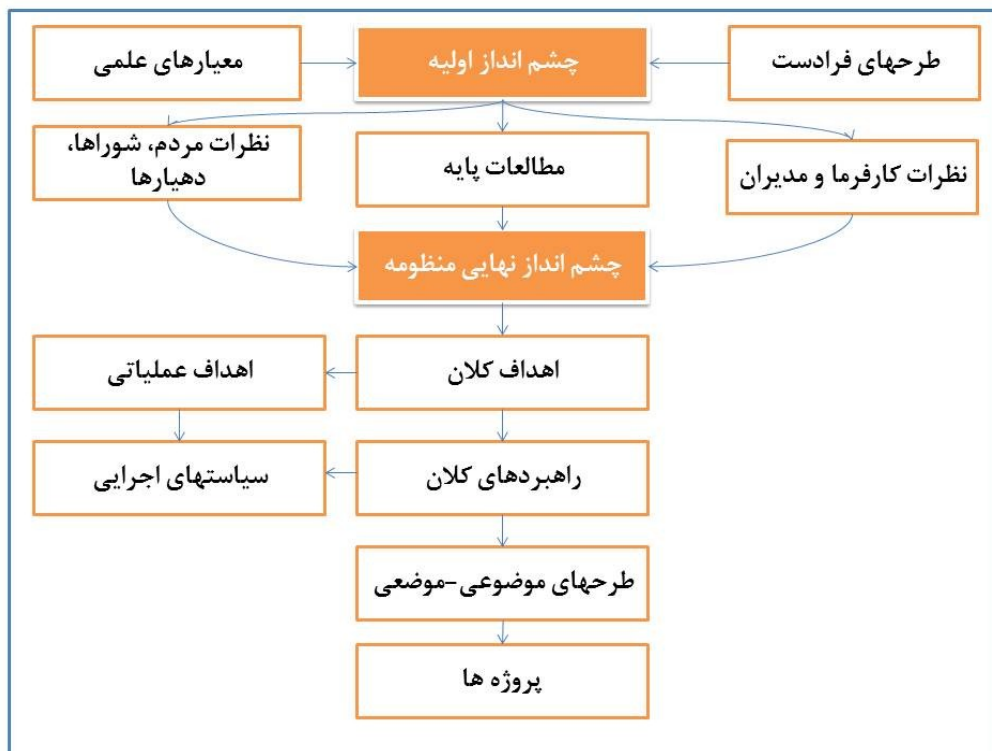 طرحهای فرادست
چشم انداز اولیه
معیارهای علمی
نظرات کارفرما و مدیران
مطالعات پایه
نظرات مردم، شوراها،
دهیارها
چشم انداز نهایی منظومه
اهداف کلان
اهداف عملیاتی
راهبردهای کلان
سیاستهای اجرایی
طرحهای موضوعی-موضعی
پروژه ها